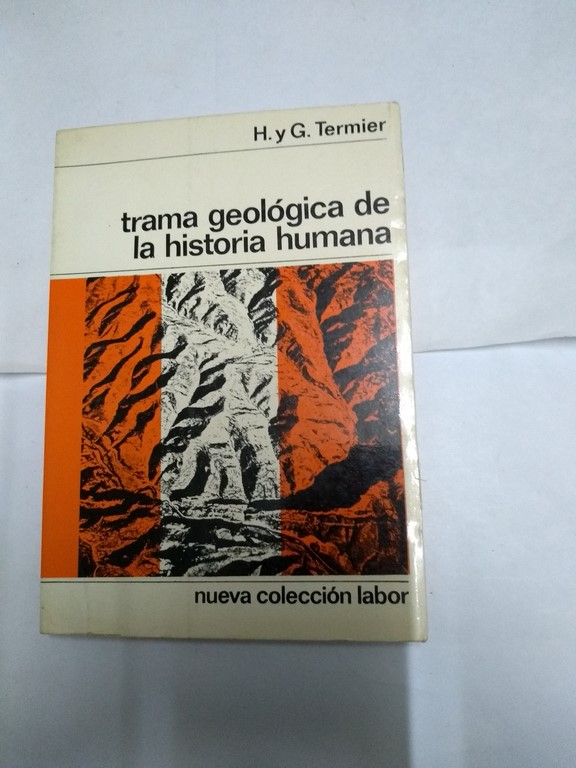 H. y G. Termier
trama geológica de
la historia humana
nueva colección labor